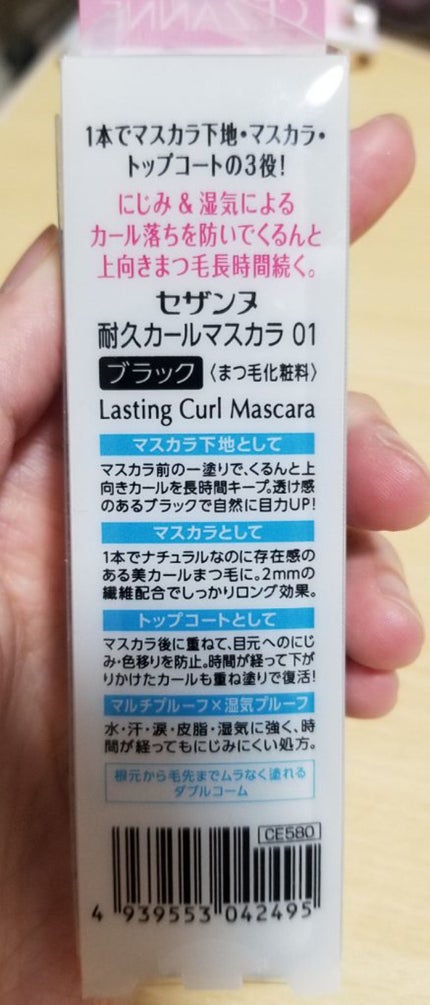 CEZANNE
1本でマスカラ下地・マスカラ・
トップコートの3役!
にじみ&湿気による
カール落ちを防いでくるんと
上向きまつ毛長時間続く。
セザンヌ
耐久カールマスカラ 01
ブラック 〈まつ毛化粧料〉
Lasting Curl Mascara
マスカラ下地として
マスカラ前の一塗りで、くるんと上
向きカールを長時間キープ。透け感
のあるブラックで自然に目力UP!
マスカラとして
1本でナチュラルなのに存在感の
ある美カールまつ毛に。2mmの
繊維配合でしっかりロング効果。
トップコートとして
マスカラ後に重ねて、目元へのにじ
み・色移りを防止。時間が経って下が
りかけたカールも重ね塗りで復活!
マルチプルーフ×湿気プルーフ
水・汗・涙・皮脂・湿気に強く、時
間が経ってもにじみにくい処方。
根元から毛先までムラなく塗れる
ダブルコーム
CE580
4 939553 042495